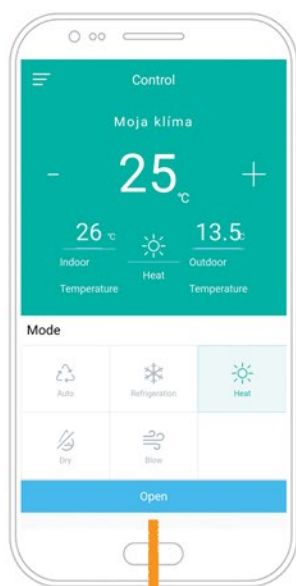 Control
Moja klíma
- 25 °C +
26 °C 13.5 °C
Indoor Temperature
Heat
Outdoor Temperature
Mode
Auto Refrigeration Heat
Dry Blow
Open